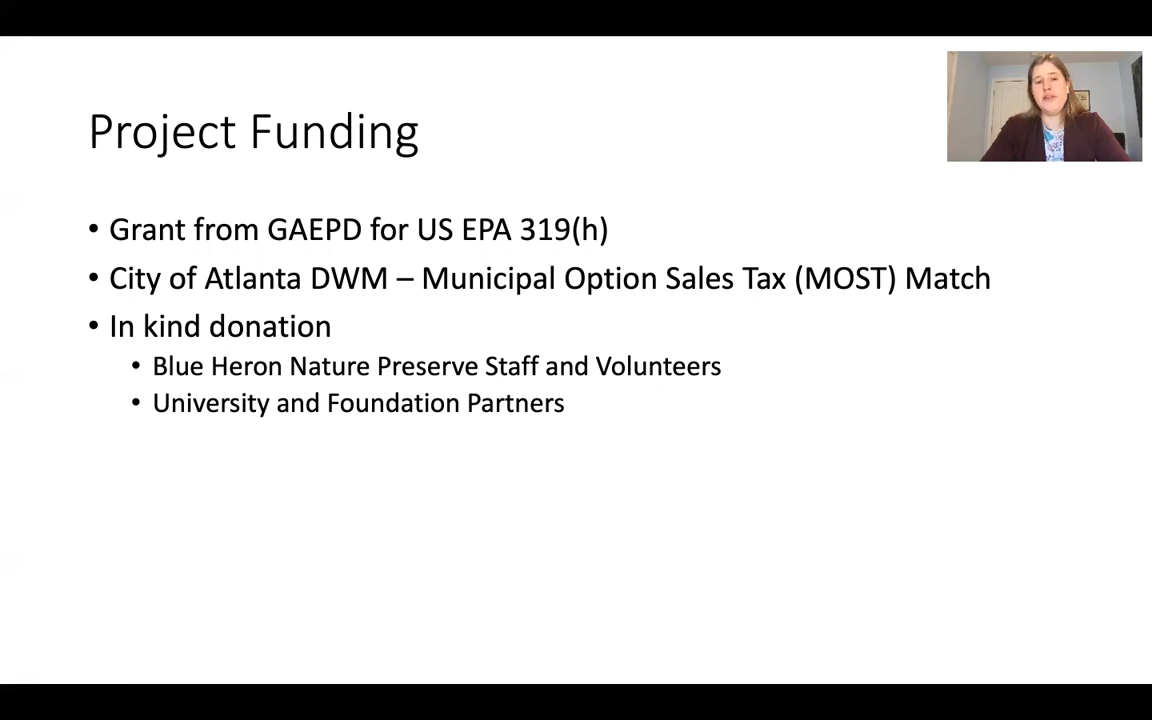 Project Funding
• Grant from GAEPD for US EPA 319(h)
• City of Atlanta DWM – Municipal Option Sales Tax (MOST) Match
• In kind donation
• Blue Heron Nature Preserve Staff and Volunteers
• University and Foundation Partners